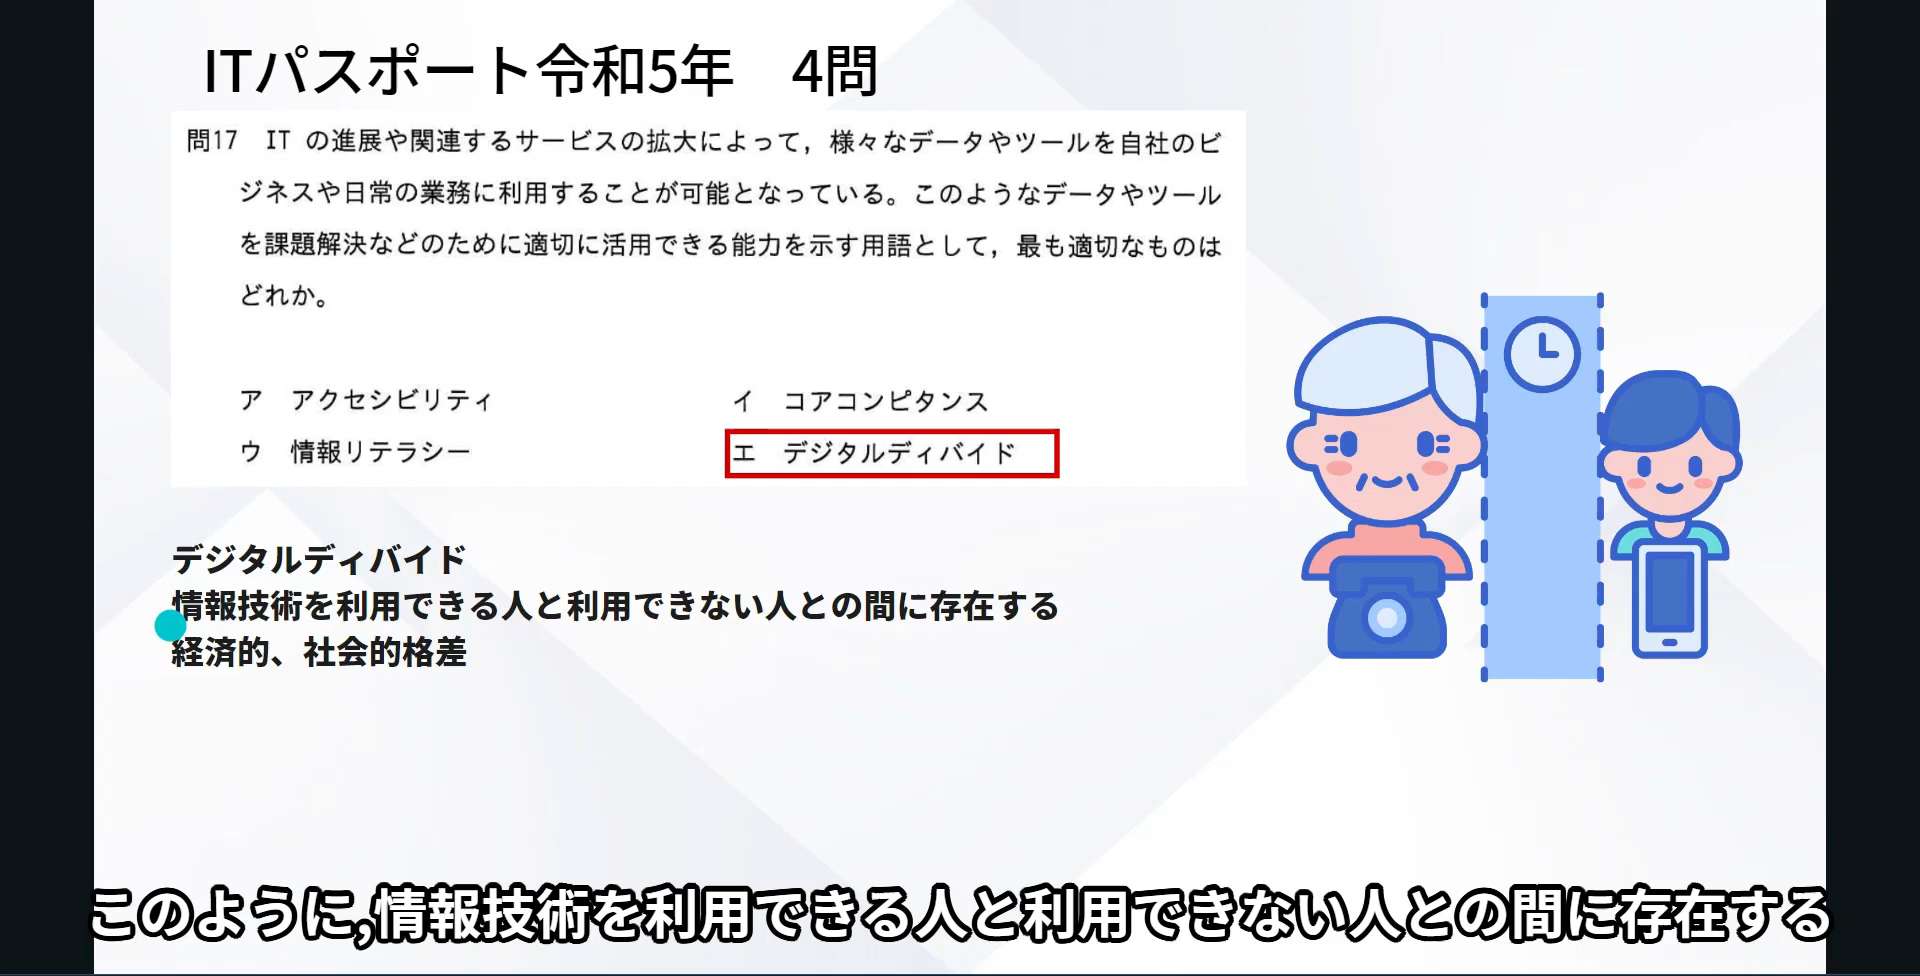 ITパスポート令和5年　4問
問17　IT の進展や関連するサービスの拡大によって，様々なデータやツールを自社のビ
ジネスや日常の業務に利用することが可能となっている。このようなデータやツール
を課題解決などのために適切に活用できる能力を示す用語として，最も適切なものは
どれか。
ア　アクセシビリティ　イ　コアコンピタンス
ウ　情報リテラシー　エ　デジタルディバイド
デジタルディバイド
情報技術を利用できる人と利用できない人との間に存在する
経済的、社会的格差
このように,情報技術を利用できる人と利用できない人との間に存在する